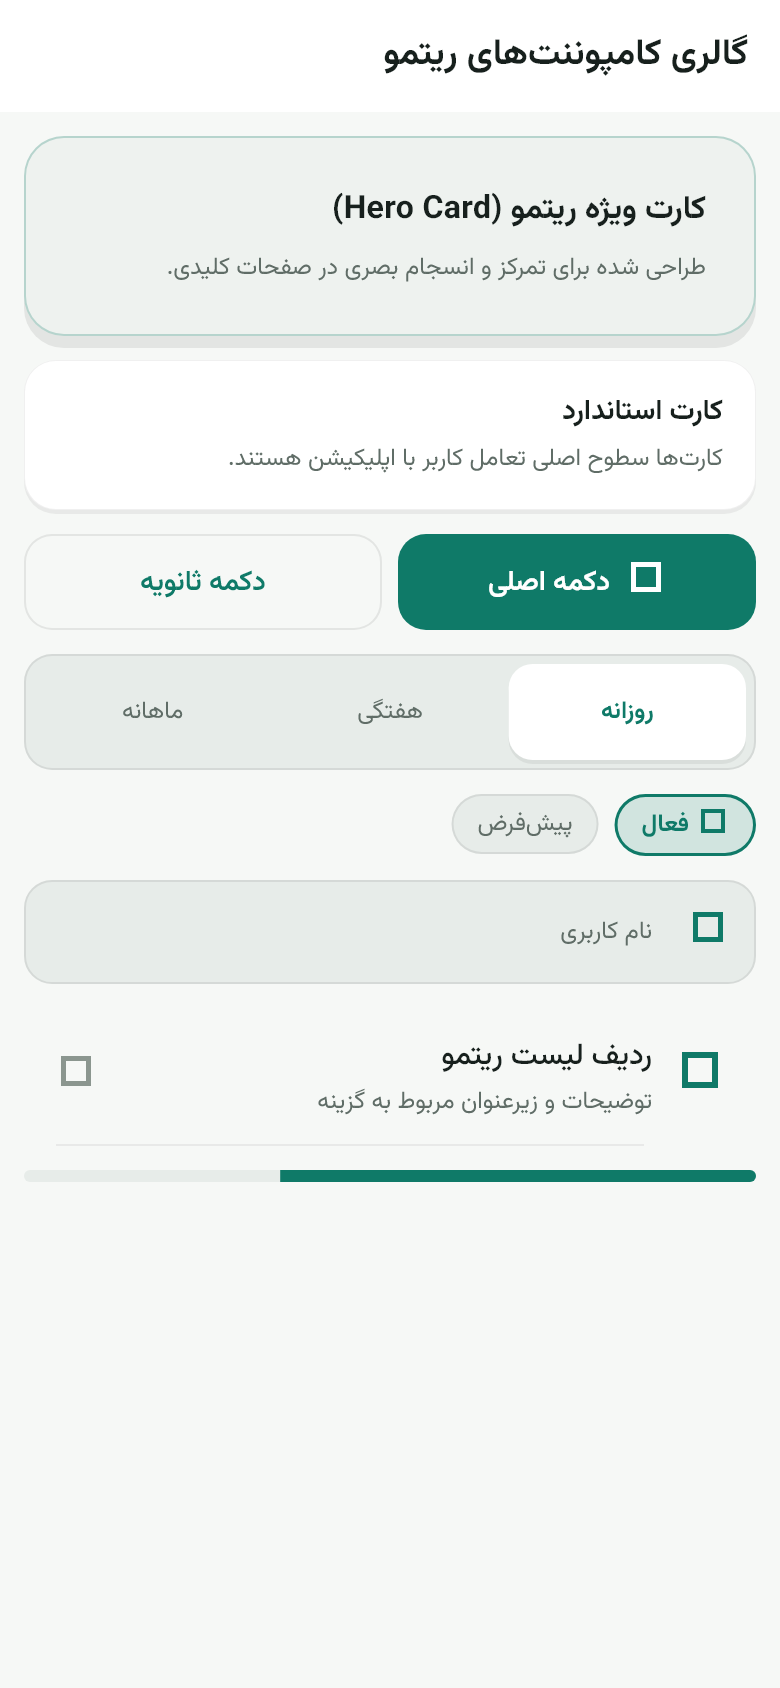 گالری کامپوننت‌های ریتمو
کارت ویژه ریتمو (Hero Card)
طراحی شده برای تمرکز و انسجام بصری در صفحات کلیدی.
کارت استاندارد
کارت‌ها سطوح اصلی تعامل کاربر با اپلیکیشن هستند.
دکمه اصلی
دکمه ثانویه
روزانه
هفتگی
ماهانه
فعال
پیش‌فرض
نام کاربری
ردیف لیست ریتمو
توضیحات و زیرعنوان مربوط به گزینه